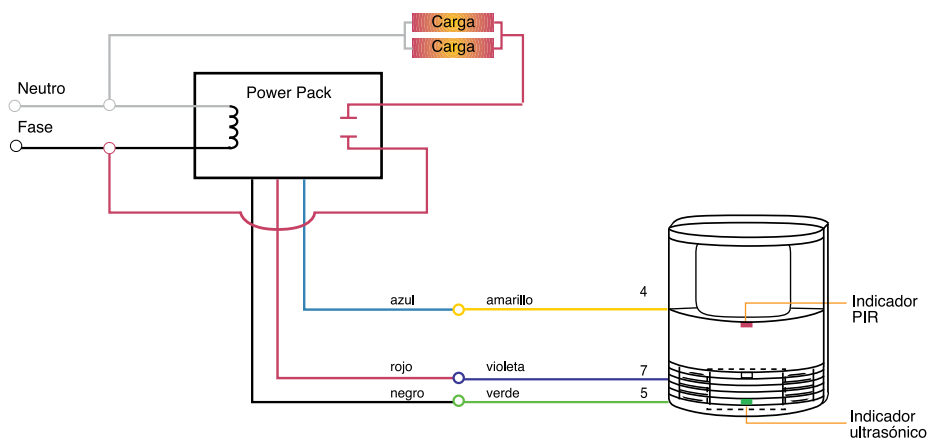 Carga
Carga
Neutro
Power Pack
Fase
azul
amarillo
4
Indicador
PIR
rojo
violeta
7
negro
verde
5
Indicador
ultrasónico